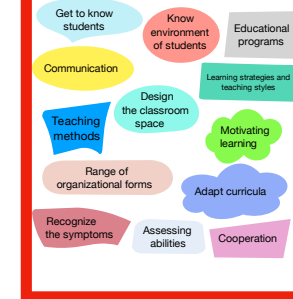 Get to know
students
Know
environment
of students
Educational
programs
Communication
Learning strategies and
teaching styles
Design
the classroom
space
Teaching
methods
Motivating
learning
Range of
organizational forms
Adapt curricula
Recognize
the symptoms
Assessing
abilities
Cooperation